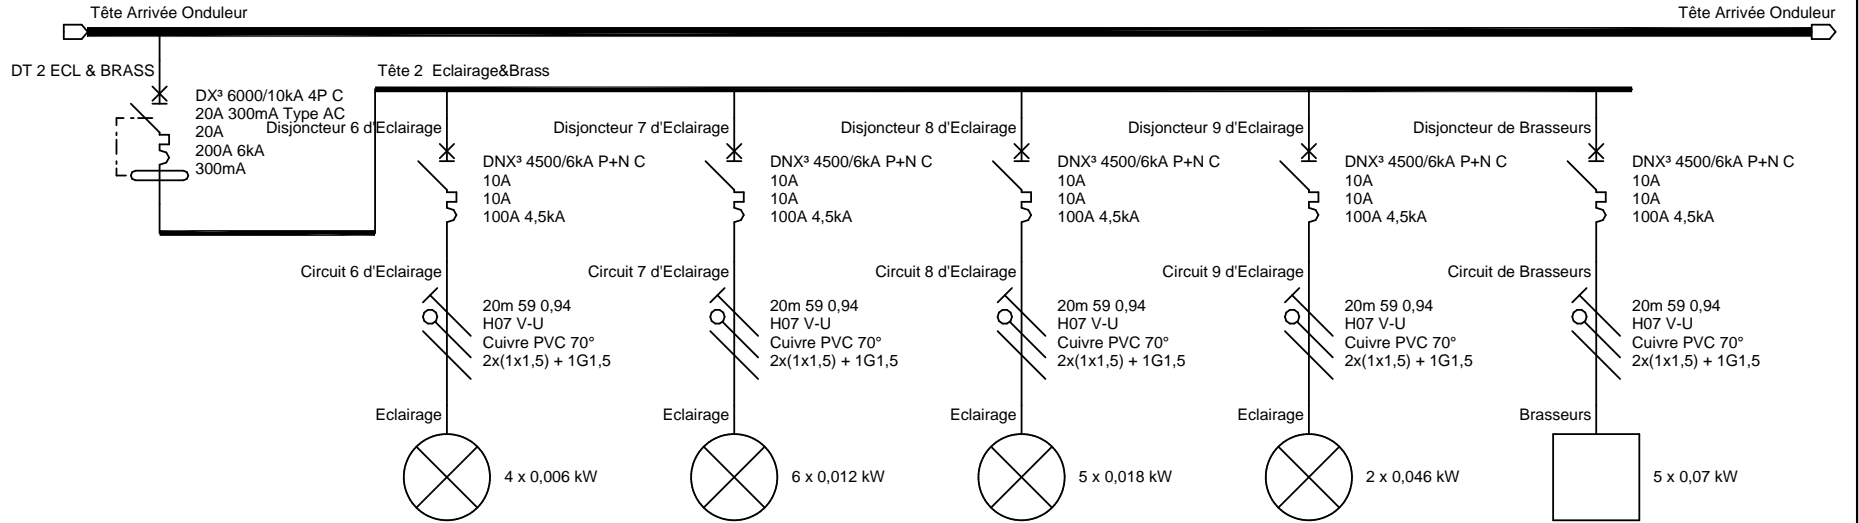 Tête Arrivée Onduleur
Tête Arrivée Onduleur
DT 2 ECL & BRASS
Tête 2 Eclairage&Brass
DX³ 6000/10kA 4P C
20A 300mA Type AC
20A
200A 6kA
300mA
Disjoncteur 6 d'Eclairage
DNX³ 4500/6kA P+N C
10A
10A
100A 4,5kA
Disjoncteur 7 d'Eclairage
DNX³ 4500/6kA P+N C
10A
10A
100A 4,5kA
Disjoncteur 8 d'Eclairage
DNX³ 4500/6kA P+N C
10A
10A
100A 4,5kA
Disjoncteur 9 d'Eclairage
DNX³ 4500/6kA P+N C
10A
10A
100A 4,5kA
Disjoncteur de Brasseurs
DNX³ 4500/6kA P+N C
10A
10A
100A 4,5kA
Circuit 6 d'Eclairage
20m 59 0,94
H07 V-U
Cuivre PVC 70°
2x(1x1,5) + 1G1,5
Circuit 7 d'Eclairage
20m 59 0,94
H07 V-U
Cuivre PVC 70°
2x(1x1,5) + 1G1,5
Circuit 8 d'Eclairage
20m 59 0,94
H07 V-U
Cuivre PVC 70°
2x(1x1,5) + 1G1,5
Circuit 9 d'Eclairage
20m 59 0,94
H07 V-U
Cuivre PVC 70°
2x(1x1,5) + 1G1,5
Circuit de Brasseurs
20m 59 0,94
H07 V-U
Cuivre PVC 70°
2x(1x1,5) + 1G1,5
Eclairage
4 x 0,006 kW
Eclairage
6 x 0,012 kW
Eclairage
5 x 0,018 kW
Eclairage
2 x 0,046 kW
Brasseurs
5 x 0,07 kW